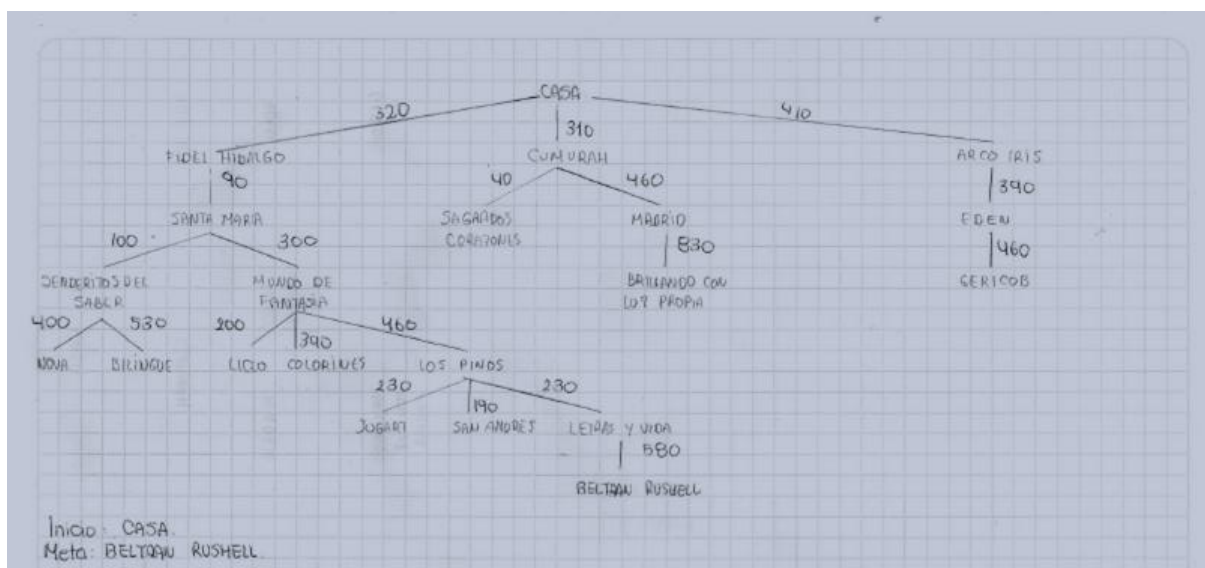 CASA
320 310 410
FIDEL HIDALGO CUMURAH ARCO IRIS
90 40 460 390
SANTA MARIA SAGARDOS MADRID EDEN
CORAZONES
100 300 830 460
SENDERITOS DEL MUNDO DE BRILLANDO CON GERICOB
SABER FANTASIA LUZ PROPIA
400 530 200 390 460
NOVA BILINGUE LICEO COLORINES LOS PINOS
230 190 230
JUGART SAN ANDRES LETRAS Y VIDA
580
BELTRAN RUSHELL
Inicio: CASA.
Meta: BELTRAN RUSHELL.